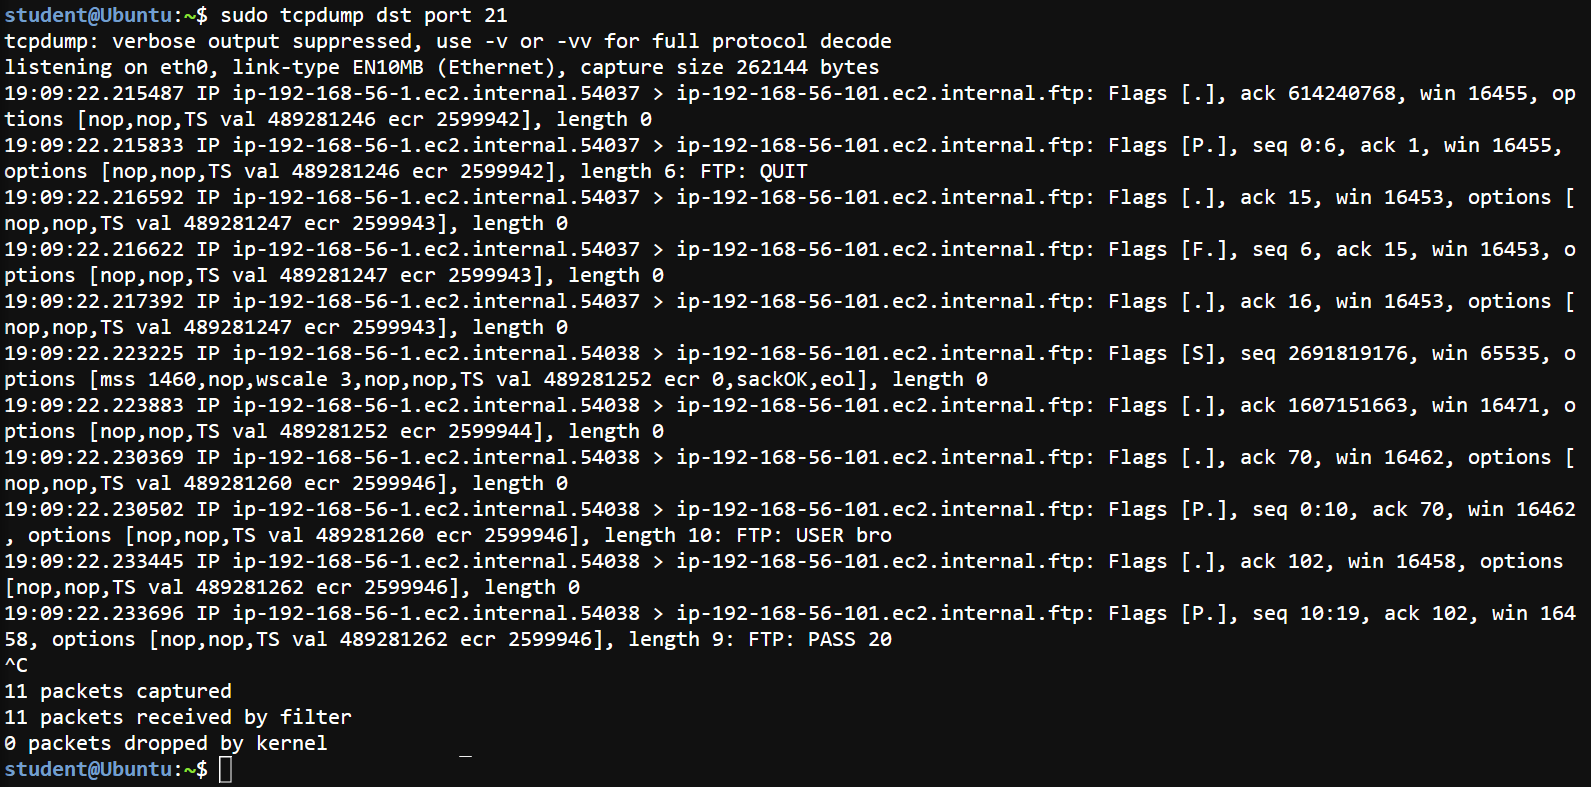 student@Ubuntu:~$ sudo tcpdump dst port 21
tcpdump: verbose output suppressed, use -v or -vv for full protocol decode
listening on eth0, link-type EN10MB (Ethernet), capture size 262144 bytes
19:09:22.215487 IP ip-192-168-56-1.ec2.internal.54037 > ip-192-168-56-101.ec2.internal.ftp: Flags [.], ack 614240768, win 16455, op
tions [nop,nop,TS val 489281246 ecr 2599942], length 0
19:09:22.215833 IP ip-192-168-56-1.ec2.internal.54037 > ip-192-168-56-101.ec2.internal.ftp: Flags [P.], seq 0:6, ack 1, win 16455,
options [nop,nop,TS val 489281246 ecr 2599942], length 6: FTP: QUIT
19:09:22.216592 IP ip-192-168-56-1.ec2.internal.54037 > ip-192-168-56-101.ec2.internal.ftp: Flags [.], ack 15, win 16453, options [
nop,nop,TS val 489281247 ecr 2599943], length 0
19:09:22.216622 IP ip-192-168-56-1.ec2.internal.54037 > ip-192-168-56-101.ec2.internal.ftp: Flags [F.], seq 6, ack 15, win 16453, o
ptions [nop,nop,TS val 489281247 ecr 2599943], length 0
19:09:22.217392 IP ip-192-168-56-1.ec2.internal.54037 > ip-192-168-56-101.ec2.internal.ftp: Flags [.], ack 16, win 16453, options [
nop,nop,TS val 489281247 ecr 2599943], length 0
19:09:22.223225 IP ip-192-168-56-1.ec2.internal.54038 > ip-192-168-56-101.ec2.internal.ftp: Flags [S], seq 2691819176, win 65535, o
ptions [mss 1460,nop,wscale 3,nop,nop,TS val 489281252 ecr 0,sackOK,eol], length 0
19:09:22.223883 IP ip-192-168-56-1.ec2.internal.54038 > ip-192-168-56-101.ec2.internal.ftp: Flags [.], ack 1607151663, win 16471, o
ptions [nop,nop,TS val 489281252 ecr 2599944], length 0
19:09:22.230369 IP ip-192-168-56-1.ec2.internal.54038 > ip-192-168-56-101.ec2.internal.ftp: Flags [.], ack 70, win 16462, options [
nop,nop,TS val 489281260 ecr 2599946], length 0
19:09:22.230502 IP ip-192-168-56-1.ec2.internal.54038 > ip-192-168-56-101.ec2.internal.ftp: Flags [P.], seq 0:10, ack 70, win 16462
, options [nop,nop,TS val 489281260 ecr 2599946], length 10: FTP: USER bro
19:09:22.233445 IP ip-192-168-56-1.ec2.internal.54038 > ip-192-168-56-101.ec2.internal.ftp: Flags [.], ack 102, win 16458, options
[nop,nop,TS val 489281262 ecr 2599946], length 0
19:09:22.233696 IP ip-192-168-56-1.ec2.internal.54038 > ip-192-168-56-101.ec2.internal.ftp: Flags [P.], seq 10:19, ack 102, win 164
58, options [nop,nop,TS val 489281262 ecr 2599946], length 9: FTP: PASS 20
^C
11 packets captured
11 packets received by filter
0 packets dropped by kernel
student@Ubuntu:~$